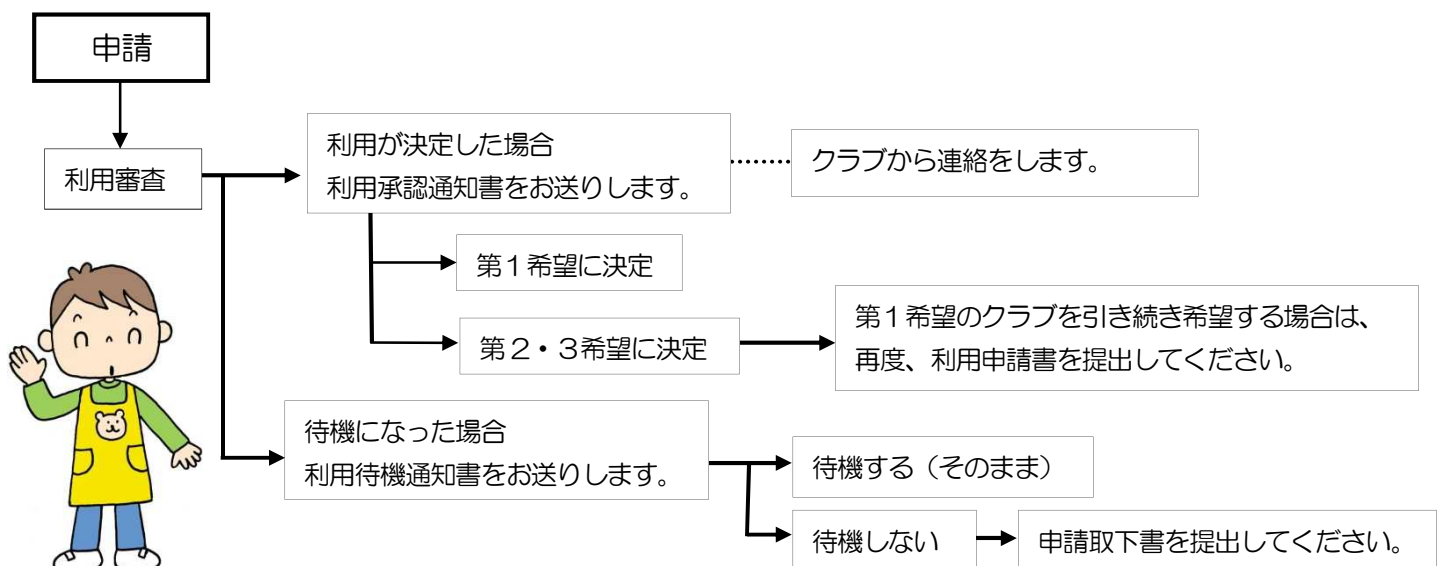 申請
利用審査
利用が決定した場合
利用承認通知書をお送りします。
クラブから連絡をします。
第1希望に決定
第2・3希望に決定
第1希望のクラブを引き続き希望する場合は、
再度、利用申請書を提出してください。
待機になった場合
利用待機通知書をお送りします。
待機する（そのまま）
待機しない
申請取下書を提出してください。